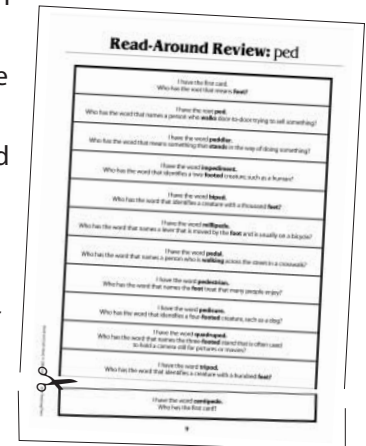 e
d
Read-Around Review: ped
I have the first card.
Who has the root that means foot?
I have the root ped.
Who has the word that names a person who walks door-to-door trying to sell something?
I have the word peddler.
Who has the word that means something that stands in the way of doing something?
I have the word impediment.
Who has the word that identifies a two-footed creature, such as a human?
I have the word biped.
Who has the word that identifies a creature with a thousand feet?
I have the word millipede.
Who has the word that names a lever that is moved by the foot and is usually on a bicycle?
I have the word pedal.
Who has the word that names a person who is walking across the street in a crosswalk?
I have the word pedestrian.
Who has the word that names the foot treat that many people enjoy?
I have the word pedicure.
Who has the word that identifies a four-footed creature, such as a dog?
I have the word quadruped.
Who has the word that names the three-footed stand that is often used
to hold a camera still for pictures or movies?
I have the word tripod.
Who has the word that identifies a creature with a hundred feet?
I have the word centipede.
Who has the first card?